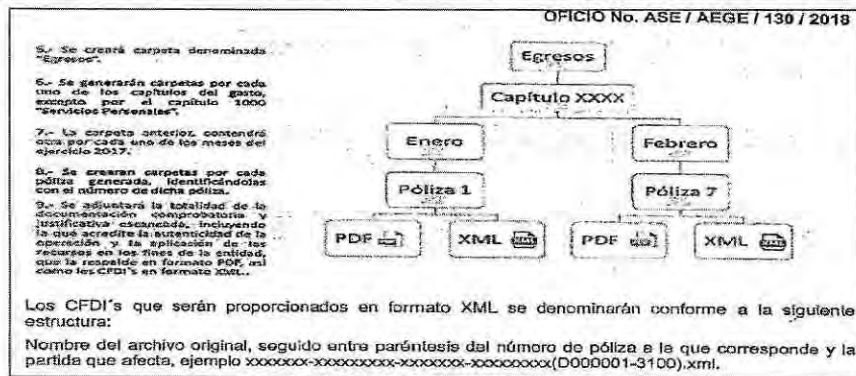 OFICIO No. ASE / AEGE / 130 / 2018
5.- Se creará carpeta denominada
"Egresos".
6.- Se generarán carpetas por cada
uno de los capítulos del gasto,
excepto por el capítulo 1000
"Servicios Personales".
7.- La carpeta anterior, contendrá
otra por cada uno de los meses del
ejercicio 2017.
8.- Se crearan carpetas por cada
póliza generada, identificándolas
con el número de dicha póliza.
9.- Se adjuntará la totalidad de la
documentación comprobatoria y
justificativa escaneada, incluyendo
la que acredite la autenticidad de la
operación y la aplicación de los
recursos en los fines de la entidad,
que la respalde en formato PDF, así
como los CFDI's en formato XML.
Egresos
Capítulo XXXX
Enero
Febrero
Póliza 1
Póliza 7
PDF
XML
PDF
XML
Los CFDI´s que serán proporcionados en formato XML se denominarán conforme a la siguiente
estructura:
Nombre del archivo original, seguido entre paréntesis del número de póliza a la que corresponde y la
partida que afecta, ejemplo xxxxxxx-xxxxxxxxx-xxxxxxx-xxxxxxxxx(D000001-3100).xml.